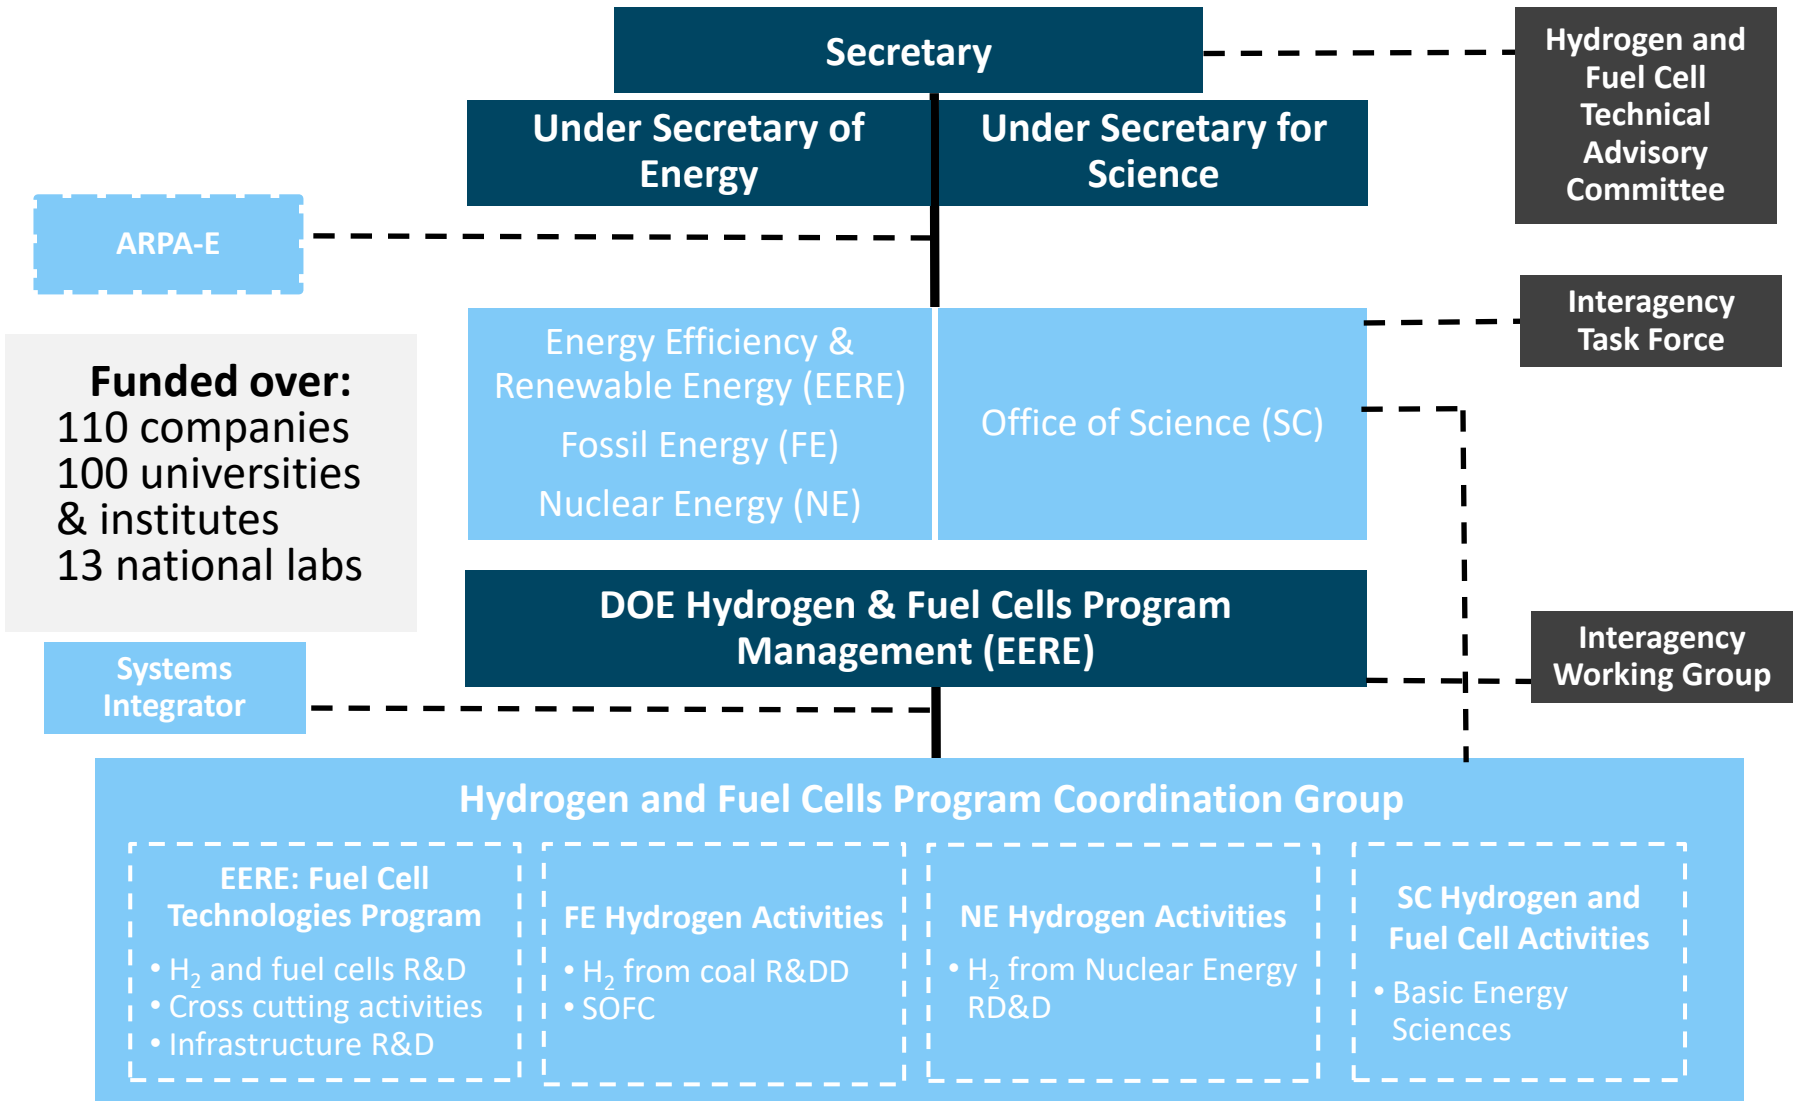 Secretary
Hydrogen and
Fuel Cell
Technical
Advisory
Committee
Under Secretary of
Energy
Under Secretary for
Science
ARPA-E
Interagency
Task Force
Energy Efficiency &
Renewable Energy (EERE)
Fossil Energy (FE)
Nuclear Energy (NE)
Office of Science (SC)
Funded over:
110 companies
100 universities
& institutes
13 national labs
DOE Hydrogen & Fuel Cells Program
Management (EERE)
Interagency
Working Group
Systems
Integrator
Hydrogen and Fuel Cells Program Coordination Group
EERE: Fuel Cell
Technologies Program
• H₂ and fuel cells R&D
• Cross cutting activities
• Infrastructure R&D
FE Hydrogen Activities
• H₂ from coal R&DD
• SOFC
NE Hydrogen Activities
• H₂ from Nuclear Energy
RD&D
SC Hydrogen and
Fuel Cell Activities
• Basic Energy
Sciences